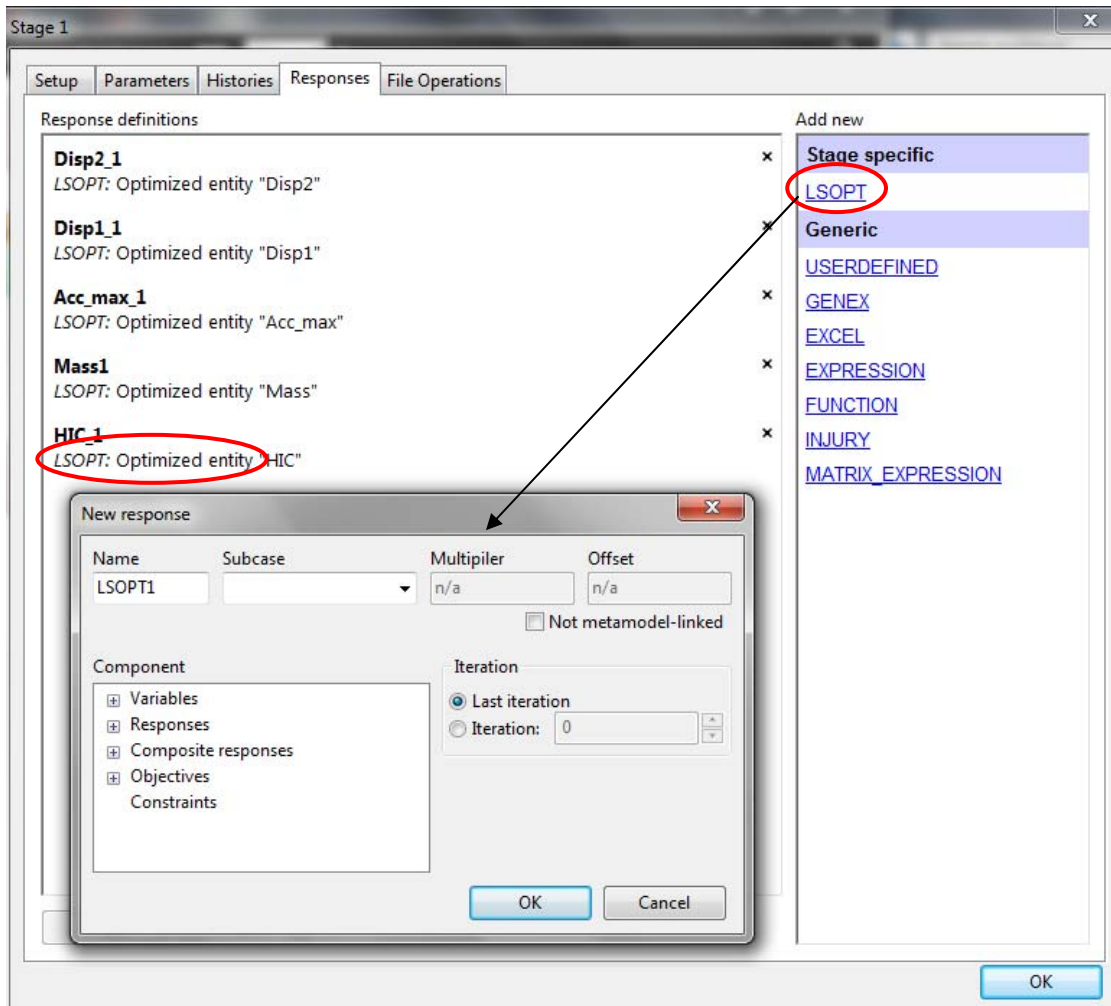 Stage 1
x
Setup Parameters Histories Responses File Operations
Response definitions
Disp2_1 ×
LSOPT: Optimized entity "Disp2"
Disp1_1 ×
LSOPT: Optimized entity "Disp1"
Acc_max_1 ×
LSOPT: Optimized entity "Acc_max"
Mass1 ×
LSOPT: Optimized entity "Mass"
HIC_1 ×
LSOPT: Optimized entity "HIC"
Add new
Stage specific
LSOPT
Generic
USERDEFINED
GENEX
EXCEL
EXPRESSION
FUNCTION
INJURY
MATRIX_EXPRESSION
New response
x
Name Subcase Multipiler Offset
LSOPT1 n/a n/a
Not metamodel-linked
Component
Variables
Responses
Composite responses
Objectives
Constraints
Iteration
Last iteration
Iteration: 0
OK Cancel
OK